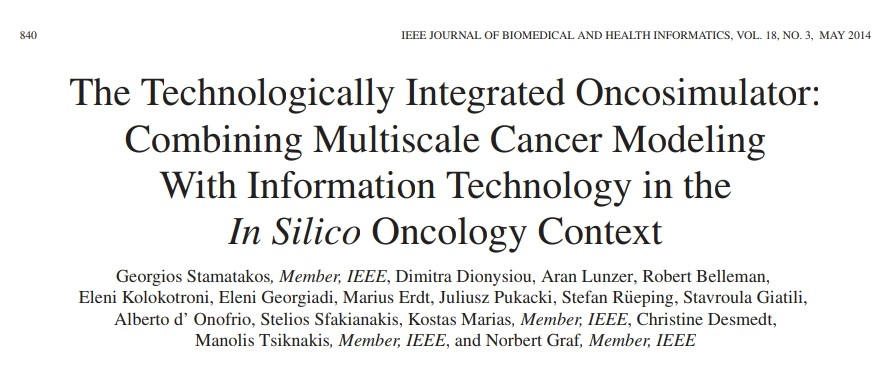 840
IEEE JOURNAL OF BIOMEDICAL AND HEALTH INFORMATICS, VOL. 18, NO. 3, MAY 2014
The Technologically Integrated Oncosimulator:
Combining Multiscale Cancer Modeling
With Information Technology in the
In Silico Oncology Context
Georgios Stamatakos, Member, IEEE, Dimitra Dionysiou, Aran Lunzer, Robert Belleman,
Eleni Kolokotroni, Eleni Georgiadi, Marius Erdt, Juliusz Pukacki, Stefan Rüeping, Stavroula Giatili,
Alberto d’ Onofrio, Stelios Sfakianakis, Kostas Marias, Member, IEEE, Christine Desmedt,
Manolis Tsiknakis, Member, IEEE, and Norbert Graf, Member, IEEE